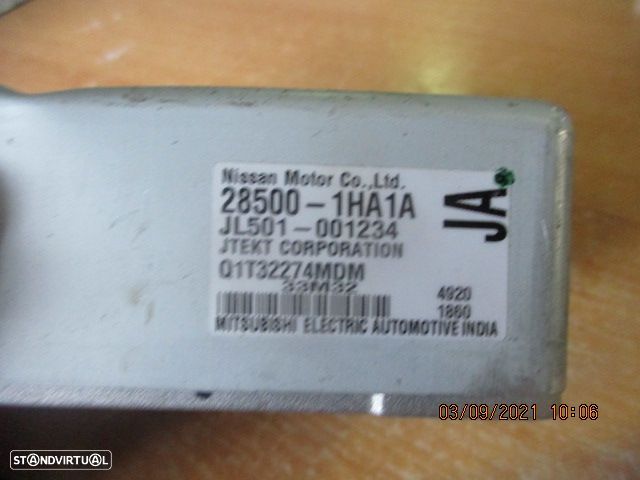 Nissan Motor Co.,Ltd.
28500-1HA1A
JL501-001234
JTEKT CORPORATION
Q1T32274MDM
33M32
4920
1860
MITSUBISHI ELECTRIC AUTOMOTIVE INDIA
JA
03/09/2021 10:06
STANDVIRTUAL